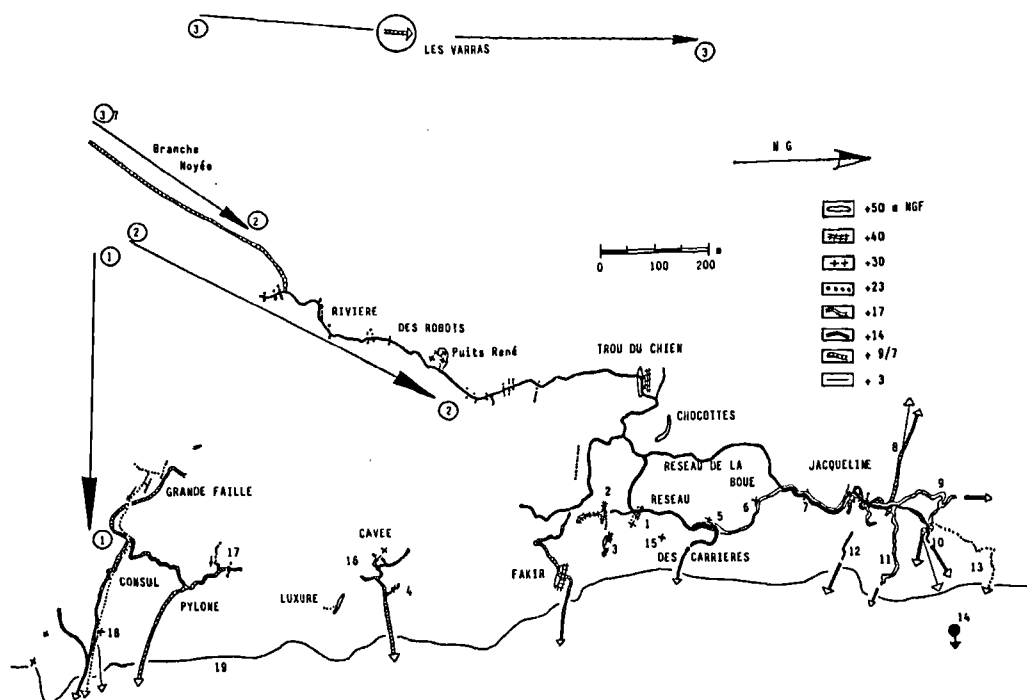 3
LES VARRAS
3
3 ?
Branche
Noyée
2
N G
1
2
+50 m NGF
+40
+30
+23
+17
+14
+ 9/7
+ 3
m
0 100 200
RIVIERE
DES ROBOTS
Puits René
2
TROU DU CHIEN
CHOCOTTES
GRANDE FAILLE
RESEAU DE LA
BOUE
JACQUELINE
8
9
2
RESEAU
1
5
6
7
3
15
DES CARRIERES
10
12
11
13
1
CONSUL
17
PYLONE
CAVEE
16
4
LUXURE
FAKIR
18
19
14